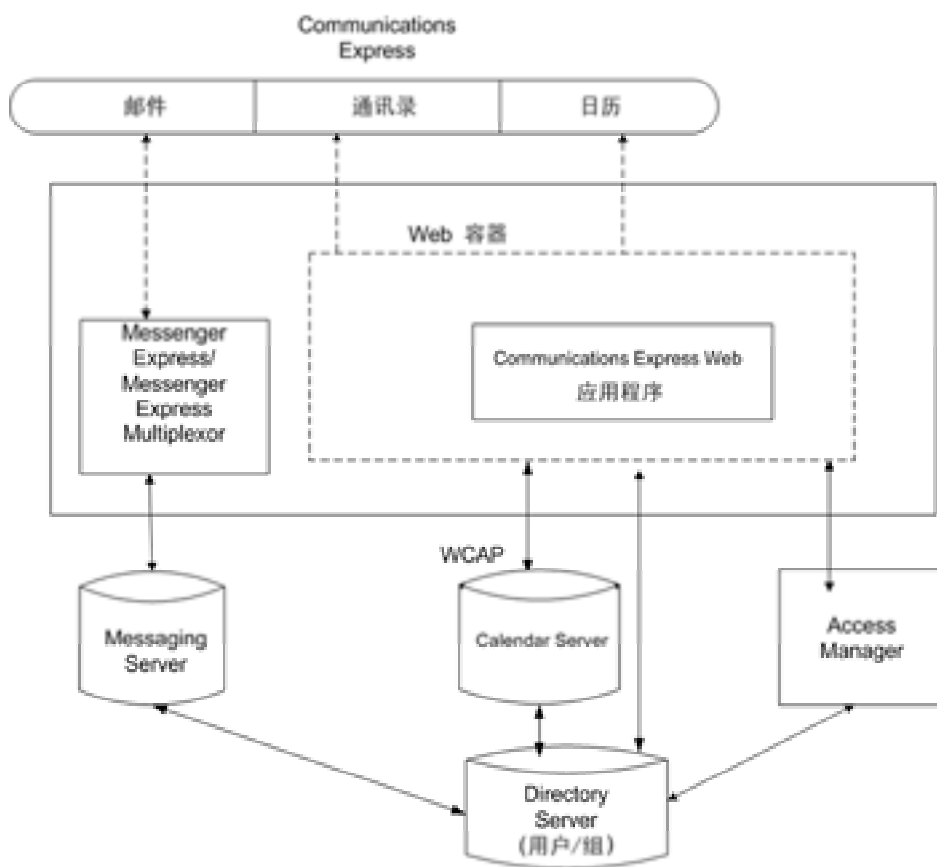 Communications
Express
邮件
通讯录
日历
Web 容器
Messenger
Express/
Messenger
Express
Multiplexor
Communications Express Web
应用程序
WCAP
Messaging
Server
Calendar Server
Access
Manager
Directory
Server
(用户/组)